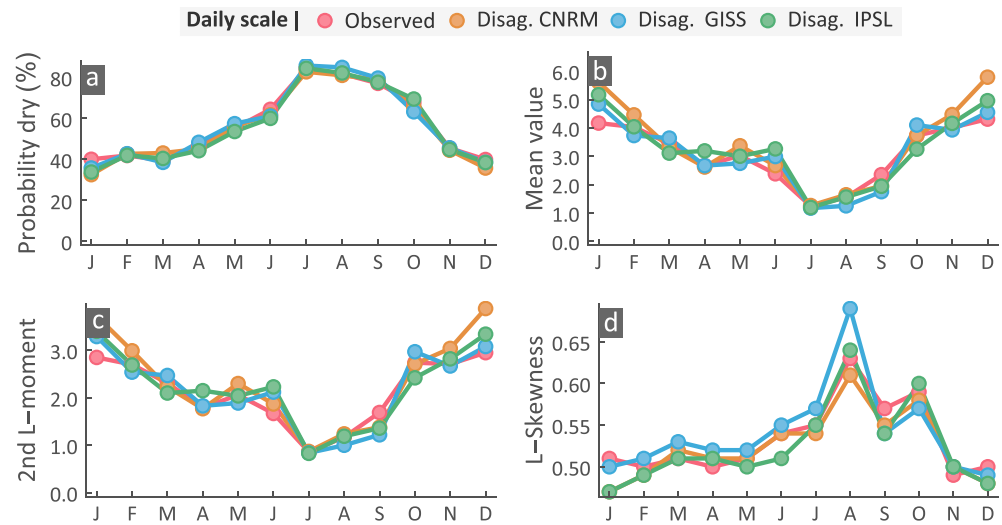 Daily scale | Observed Disag. CNRM Disag. GISS Disag. IPSL
a
Probability dry (%)
80
60
40
20
0
J F M A M J J A S O N D
b
Mean value
6.0
5.0
4.0
3.0
2.0
1.0
0.0
J F M A M J J A S O N D
c
2nd L−moment
3.0
2.0
1.0
0.0
J F M A M J J A S O N D
d
L−Skewness
0.65
0.60
0.55
0.50
J F M A M J J A S O N D